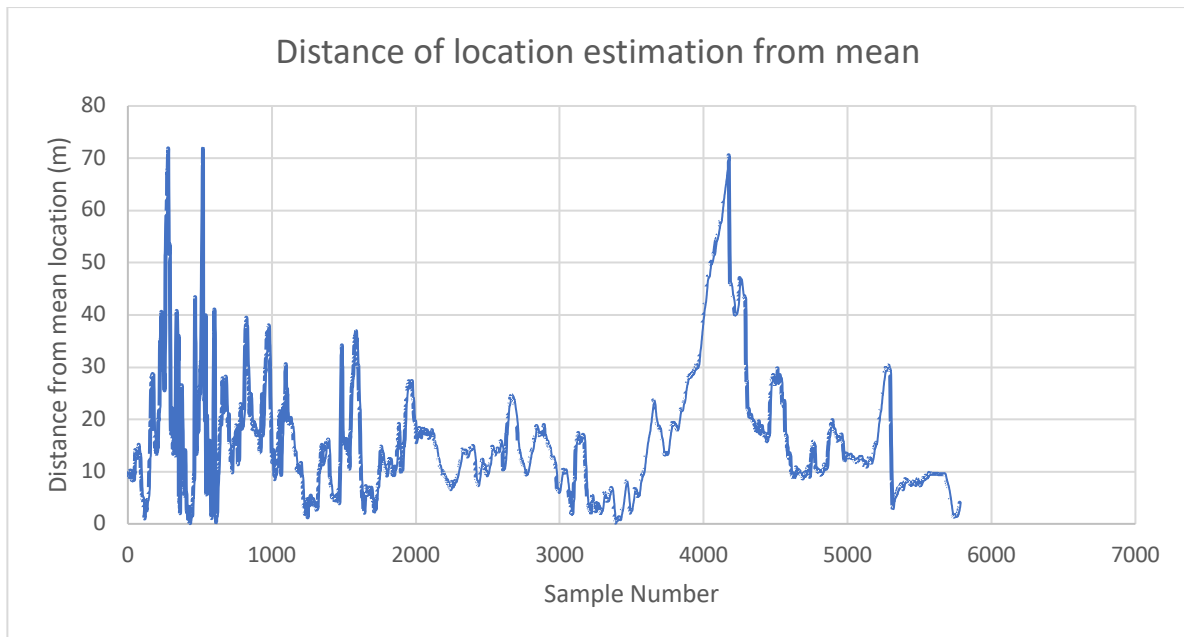 Distance of location estimation from mean
Distance from mean location (m)
80
70
60
50
40
30
20
10
0
0 1000 2000 3000 4000 5000 6000 7000
Sample Number